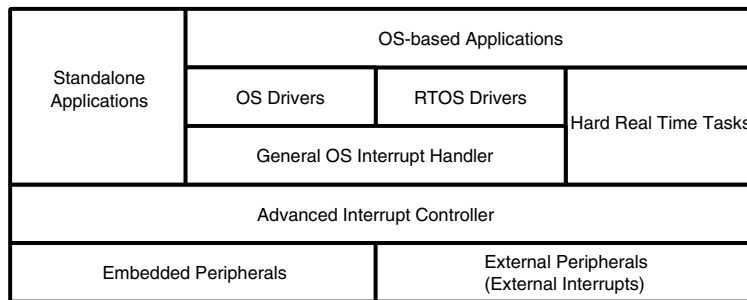 OS-based Applications
Standalone
Applications
OS Drivers
RTOS Drivers
Hard Real Time Tasks
General OS Interrupt Handler
Advanced Interrupt Controller
Embedded Peripherals
External Peripherals
(External Interrupts)